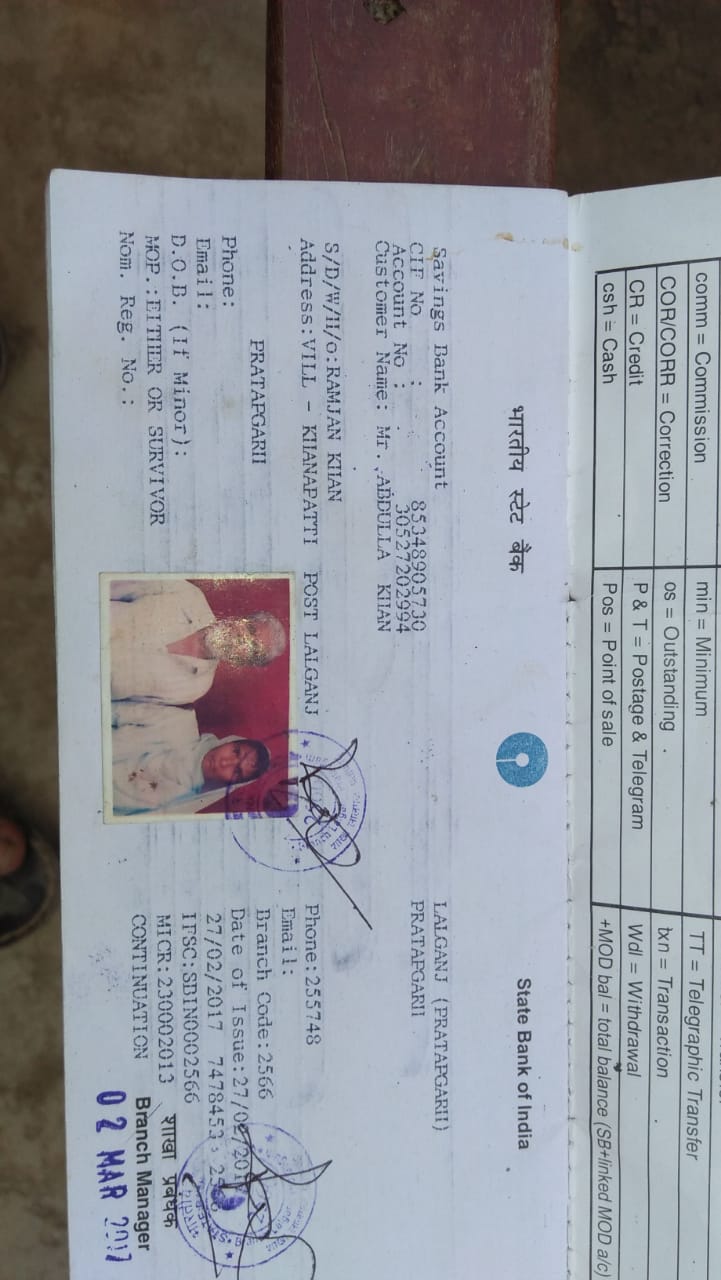 भारतीय स्टेट बैंक
State Bank of India
Savings Bank Account
LALGANJ (PRATAPGARH)
CIF No : 85348905730
PRATAPGARH
Account No : 30527202994
Customer Name: Mr. ABDULLA KHAN
S/D/W/H/o:RAMJAN KHAN
Address:VILL - KHANAPATTI POST LALGANJ
PRATAPGARH
Phone:
Email:
D.O.B. (If Minor):
MOP.:EITHER OR SURVIVOR
Nom. Reg. No.:
Phone:255748
Email:
Branch Code:2566
Date of Issue:27/02/2017
27/02/2017 7478453
IFSC:SBIN0002566
MICR:230002013
CONTINUATION
शाखा प्रबंधक
Branch Manager
02 MAR 2017
TT = Telegraphic Transfer
comm = Commission
min = Minimum
txn = Transaction
COR/CORR = Correction
os = Outstanding
Wdl = Withdrawal
CR = Credit
P & T = Postage & Telegram
+MOD bal = total balance (SB+linked MOD a/c)
csh = Cash
Pos = Point of sale